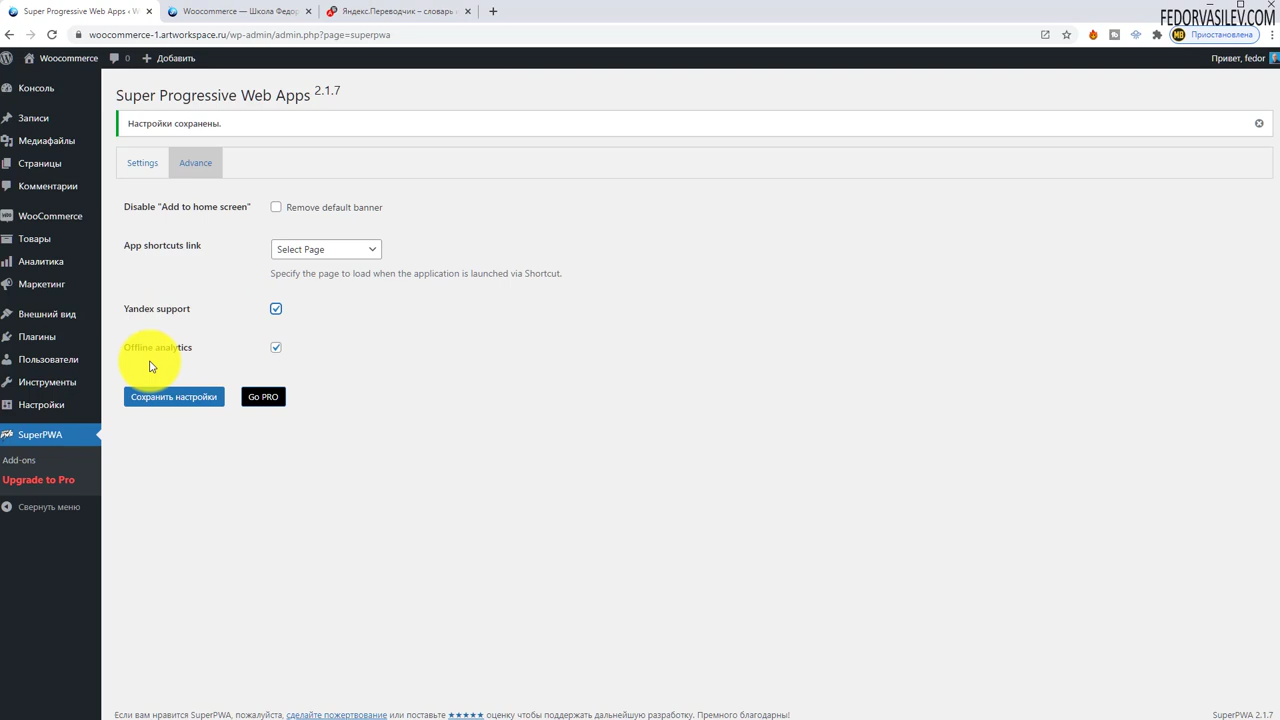 Super Progressive Web Apps ‹ W
Woocommerce — Школа Федор
Яндекс.Переводчик – словарь
FEDORVASILEV.COM
woocommerce-1.artworkspace.ru/wp-admin/admin.php?page=superpwa
MB Приостановлена
Woocommerce 0 Добавить
Привет, fedor
Консоль
Записи
Медиафайлы
Страницы
Комментарии
WooCommerce
Товары
Аналитика
Маркетинг
Внешний вид
Плагины
Пользователи
Инструменты
Настройки
SuperPWA
Add-ons
Upgrade to Pro
Свернуть меню
Super Progressive Web Apps 2.1.7
Настройки сохранены.
Settings Advance
Disable "Add to home screen" Remove default banner
App shortcuts link Select Page
Specify the page to load when the application is launched via Shortcut.
Yandex support
Offline analytics
Сохранить настройки Go PRO
Если вам нравится SuperPWA, пожалуйста, сделайте пожертвование или поставьте ★★★★★ оценку чтобы поддержать дальнейшую разработку. Премного благодарны!
SuperPWA 2.1.7